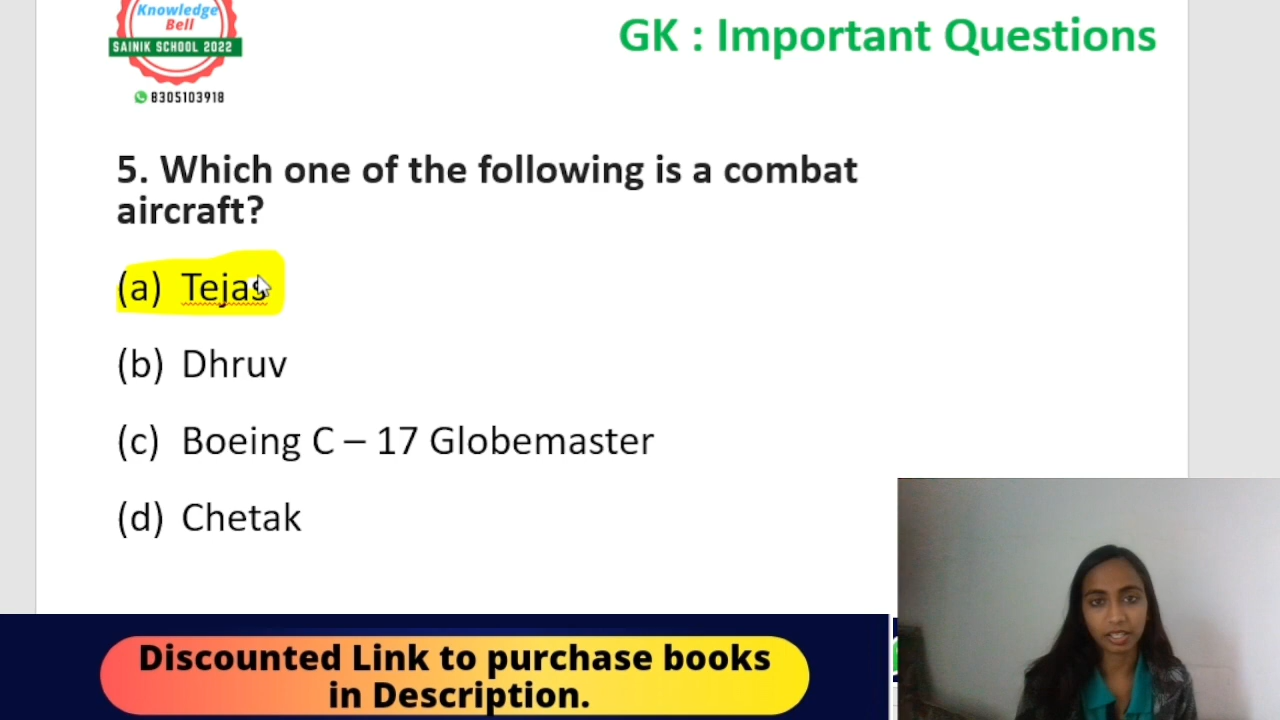 Knowledge
Bell
SAINIK SCHOOL 2022
8305103918
GK : Important Questions
5. Which one of the following is a combat
aircraft?
(a) Tejas
(b) Dhruv
(c) Boeing C – 17 Globemaster
(d) Chetak
Discounted Link to purchase books
in Description.